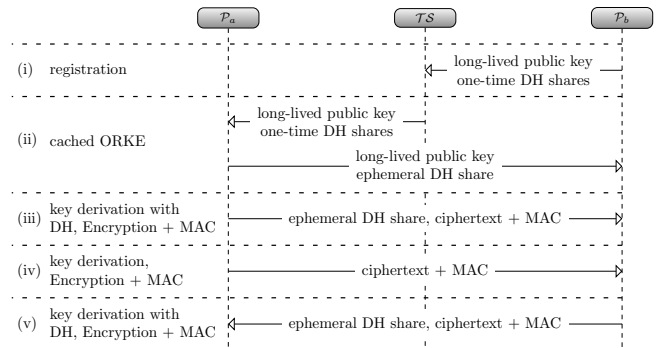 𝒫a 𝒯𝒮 𝒫b
(i) registration
long-lived public key
one-time DH shares
long-lived public key
one-time DH shares
(ii) cached ORKE
long-lived public key
ephemeral DH share
(iii) key derivation with
DH, Encryption + MAC
ephemeral DH share, ciphertext + MAC
(iv) key derivation,
Encryption + MAC
ciphertext + MAC
(v) key derivation with
DH, Encryption + MAC
ephemeral DH share, ciphertext + MAC